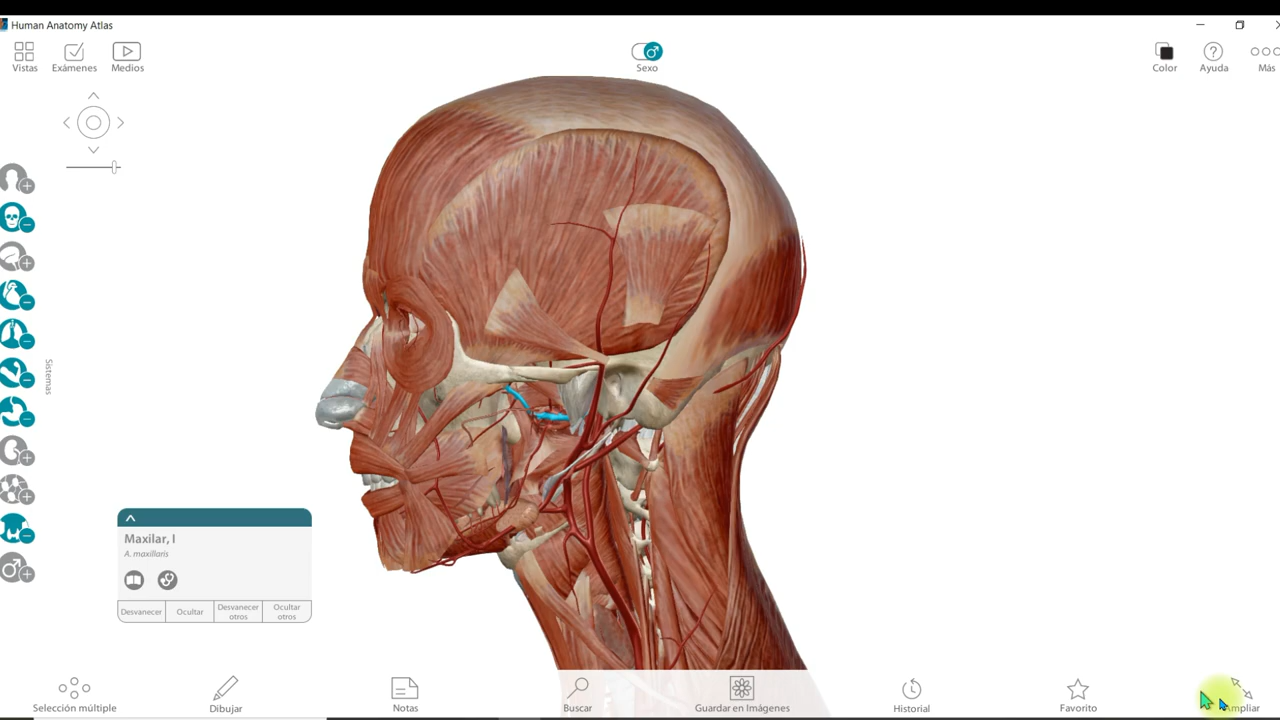 Human Anatomy Atlas
Vistas
Exámenes
Medios
Sexo
Color
Ayuda
Más
Sistemas
Maxilar, I
A. maxillaris
Desvanecer
Ocultar
Desvanecer otros
Ocultar otros
Selección múltiple
Dibujar
Notas
Buscar
Guardar en Imágenes
Historial
Favorito
mpliar